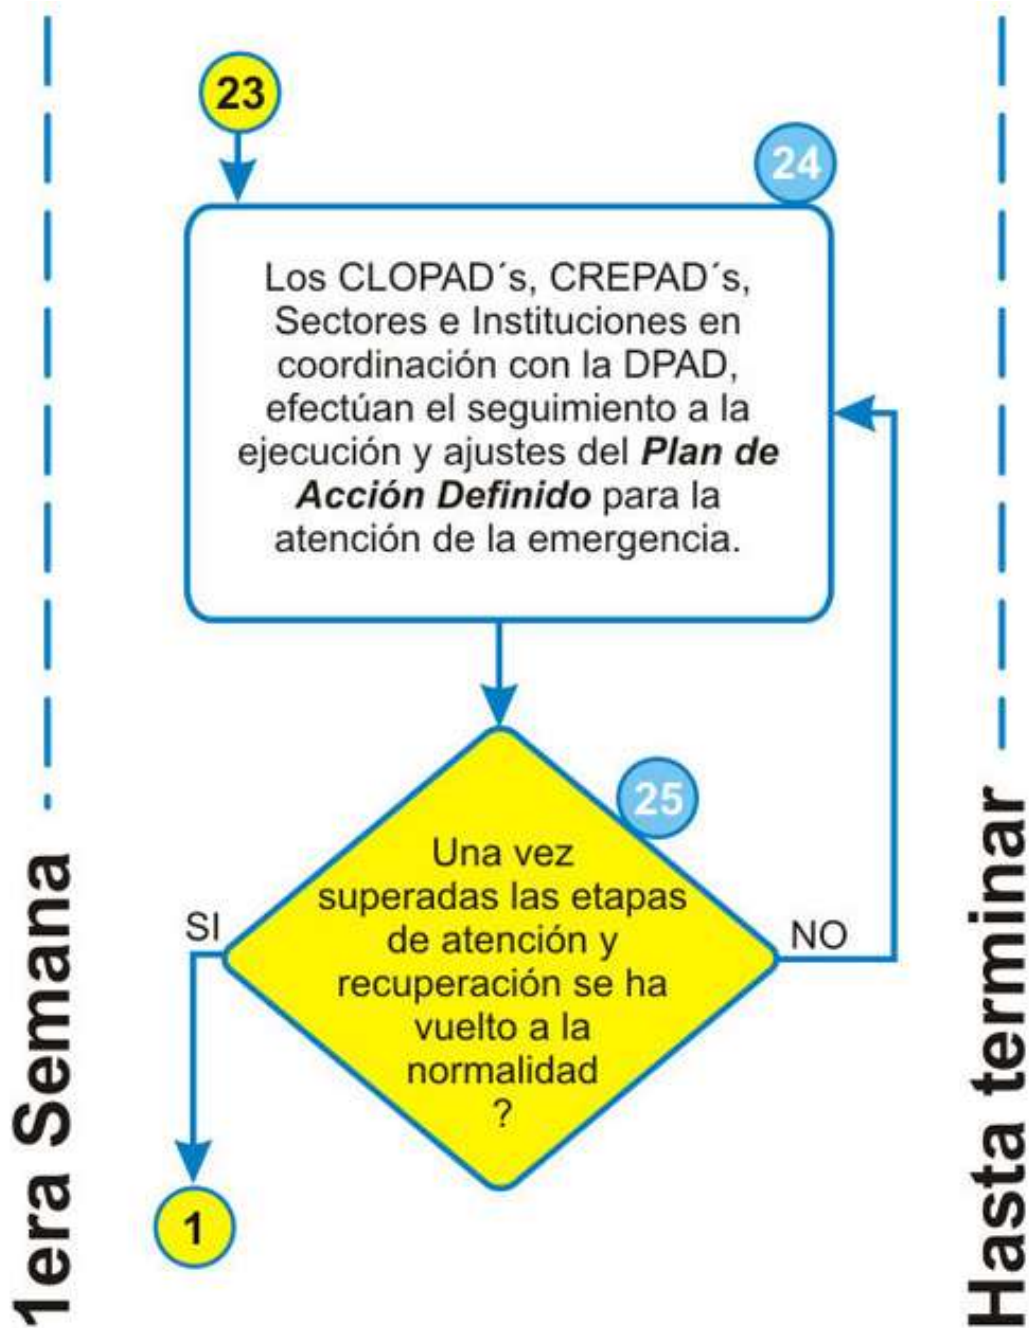 23
24
Los CLOPAD´s, CREPAD´s,
Sectores e Instituciones en
coordinación con la DPAD,
efectúan el seguimiento a la
ejecución y ajustes del Plan de
Acción Definido para la
atención de la emergencia.
25
Una vez
superadas las etapas
de atención y
recuperación se ha
vuelto a la
normalidad
?
SI
NO
1
1era Semana
Hasta terminar